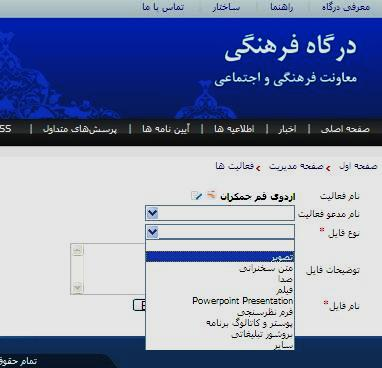 معرفی درگاه | راهنما | ساختار | تماس با ما
درگاه فرهنگی
معاونت فرهنگی و اجتماعی
صفحه اصلی | اخبار | اطلاعیه ها | آیین نامه ها | پرسش‌های متداول | 55
صفحه اول › صفحه مدیریت › فعالیت ها
نام فعالیت اردوی قم جمکران
نام مدعو فعالیت
نوع فایل *
تصویر
متن سخنرانی
توضیحات فایل
صدا
فیلم
Powerpoint Presentation
نام فایل *
فرم نظرسنجی
پوستر و کاتالوگ برنامه
بروشور تبلیغاتی
سایر
تمام حقوق